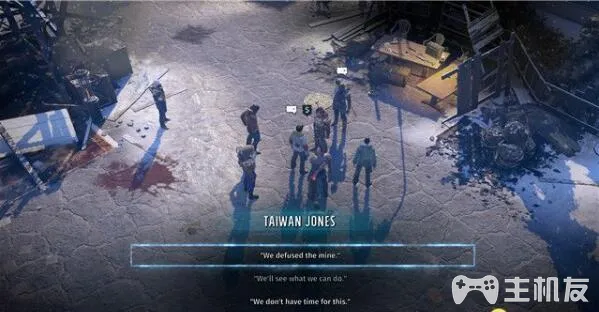 TAIWAN JONES
"We defused the mine."
"We'll see what we can do."
"We don't have time for this."
主机友